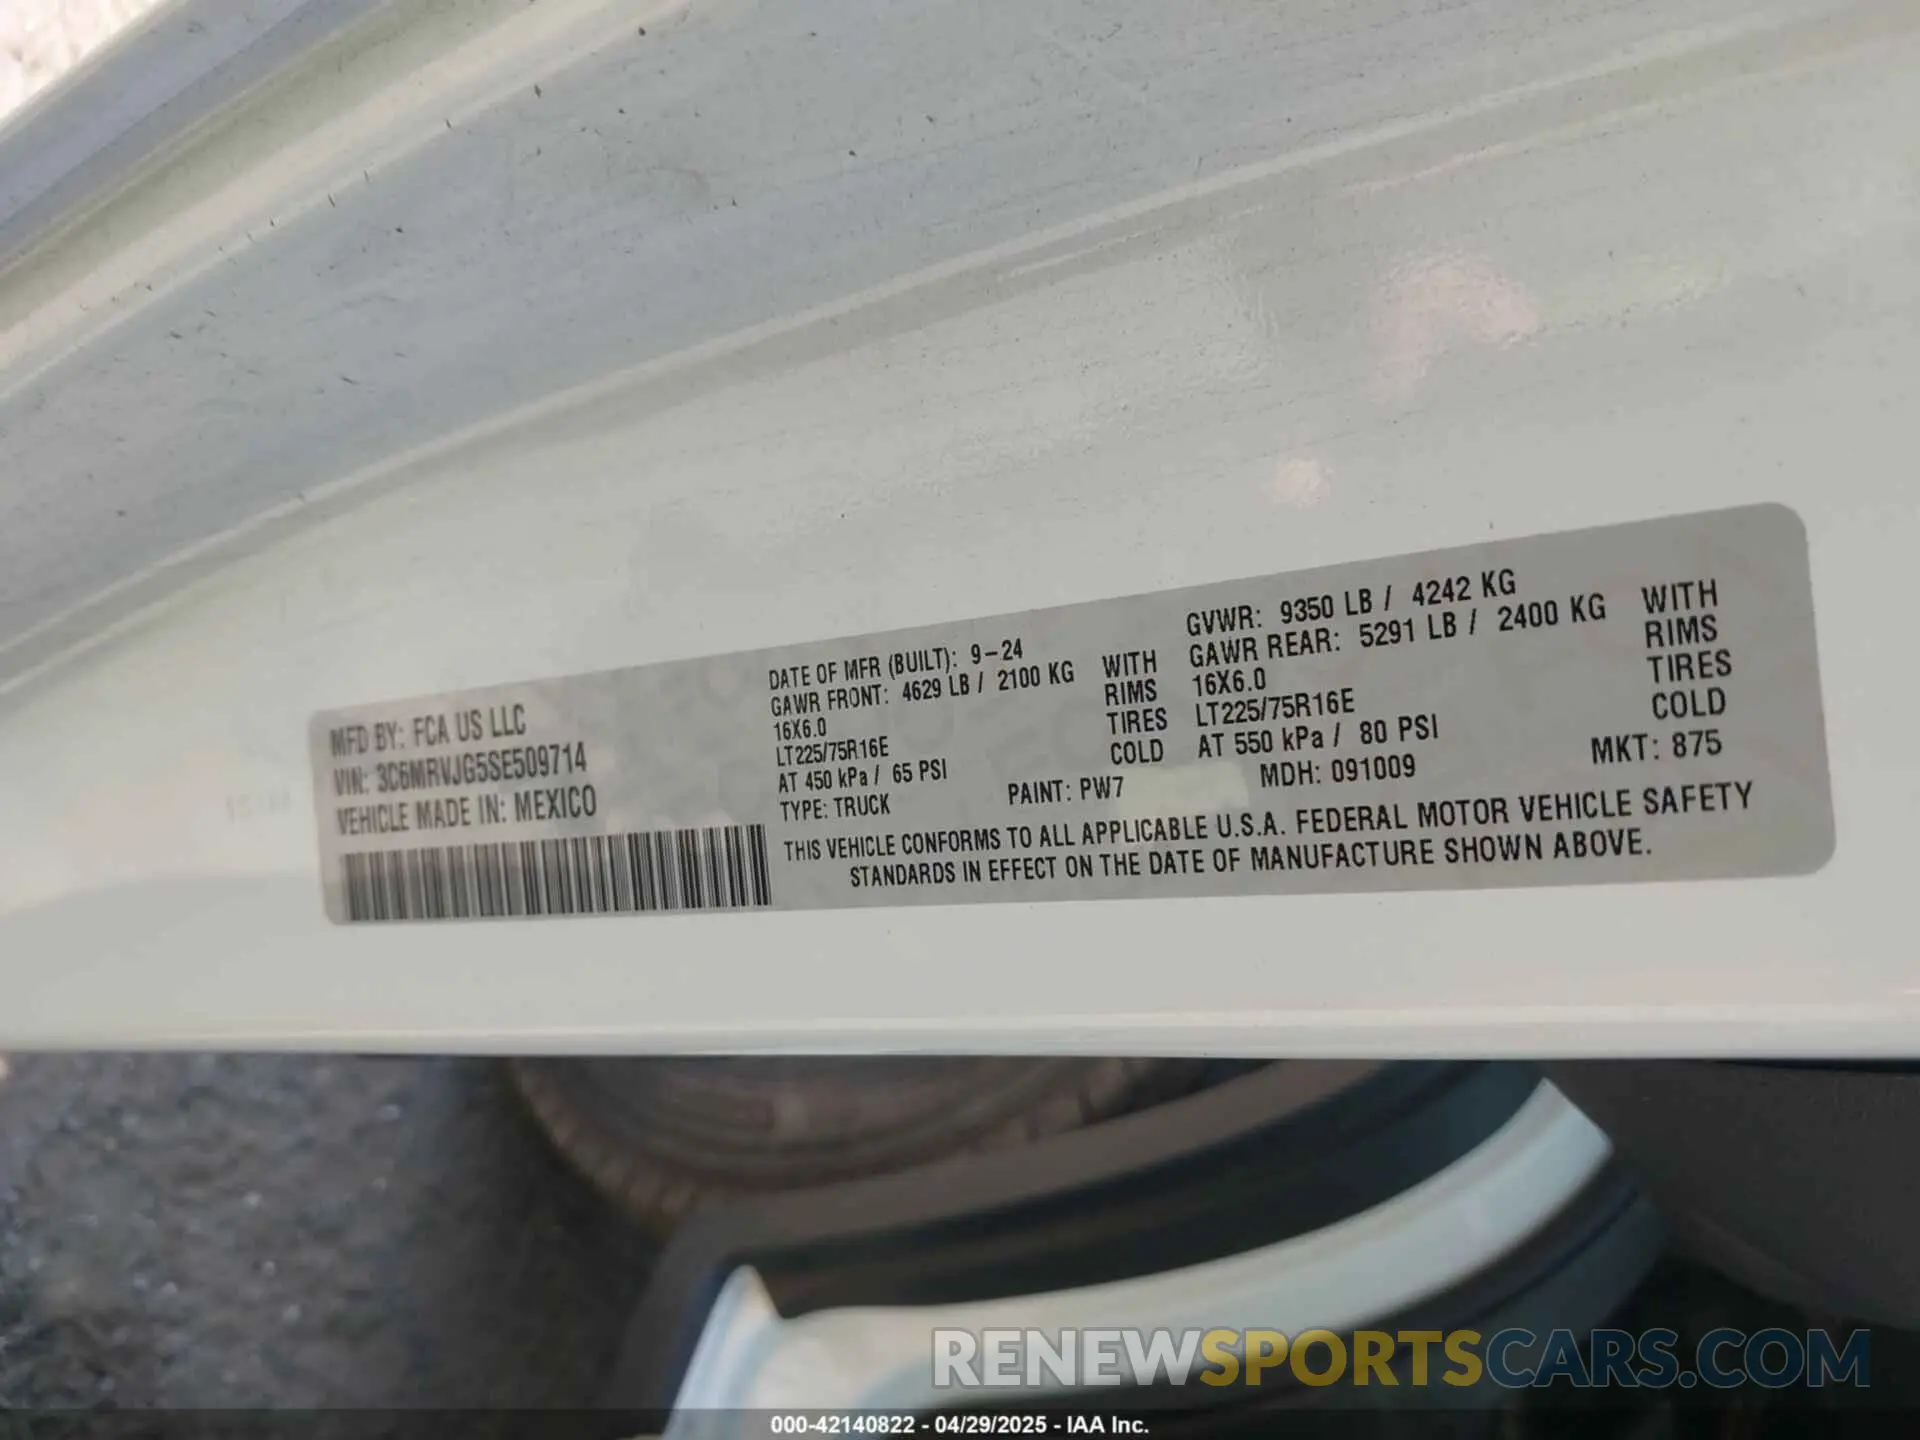 MFD BY: FCA US LLC
VIN: 3C6MRVJG5SE509714
VEHICLE MADE IN: MEXICO
DATE OF MFR (BUILT): 9-24
GAWR FRONT: 4629 LB / 2100 KG WITH
16X6.0 RIMS
LT225/75R16E TIRES
AT 450 kPa / 65 PSI COLD
TYPE: TRUCK PAINT: PW7
GVWR: 9350 LB / 4242 KG
GAWR REAR: 5291 LB / 2400 KG WITH
16X6.0 RIMS
LT225/75R16E TIRES
AT 550 kPa / 80 PSI COLD
MDH: 091009 MKT: 875
THIS VEHICLE CONFORMS TO ALL APPLICABLE U.S.A. FEDERAL MOTOR VEHICLE SAFETY
STANDARDS IN EFFECT ON THE DATE OF MANUFACTURE SHOWN ABOVE.
RENEWSPORTSCARS.COM
000-42140822 - 04/29/2025 - IAA Inc.